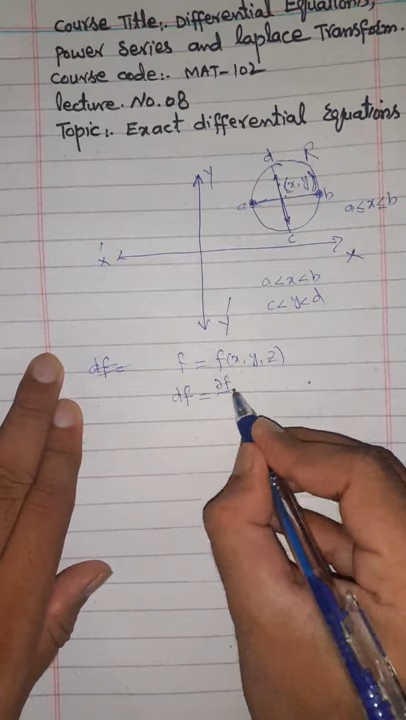 Course Title:. Differential Equations,
power series and laplace Transform.
course code:. MAT-102
lecture. No. 08
Topic:. Exact differential Equations
Y
d R
(x, y)
a b a≤x≤b
c
X' X
a<x<b
c<y<d
Y'
df= f = f(x, y, z)
df = ∂f